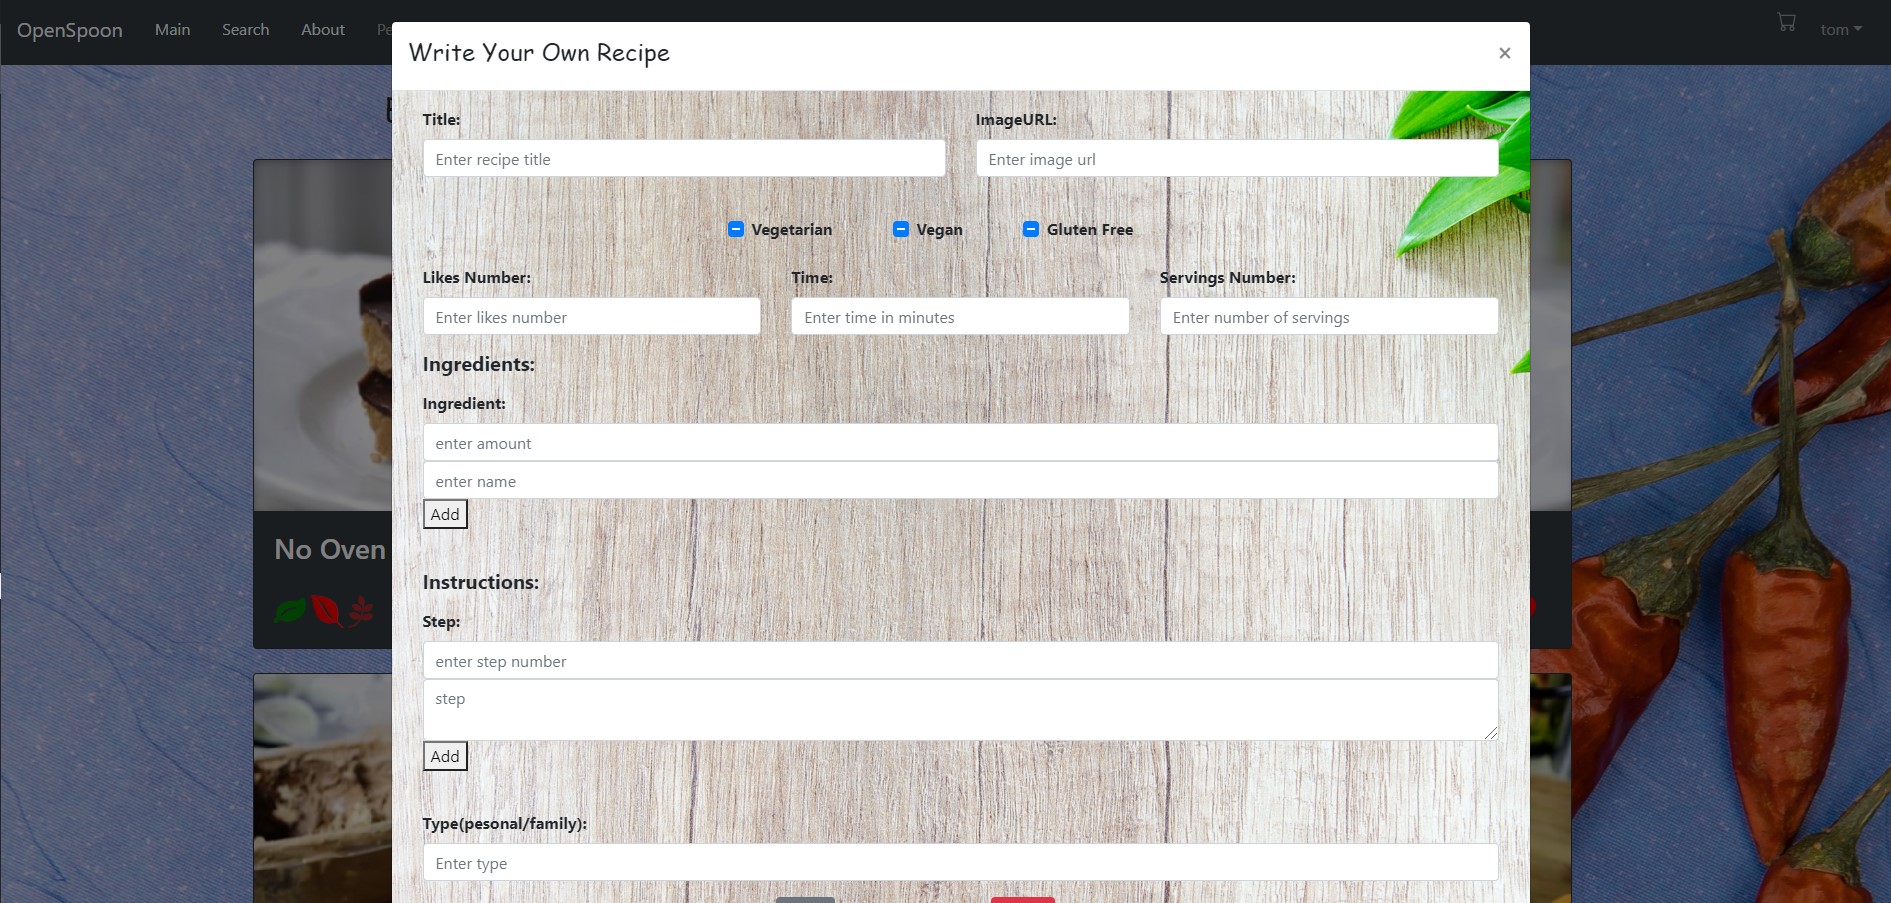 OpenSpoon Main Search About Pe tom
Write Your Own Recipe ×
Title: ImageURL:
Enter recipe title Enter image url
Vegetarian Vegan Gluten Free
Likes Number: Time: Servings Number:
Enter likes number Enter time in minutes Enter number of servings
Ingredients:
Ingredient:
enter amount
enter name
Add
No Oven
Instructions:
Step:
enter step number
step
Add
Type(pesonal/family):
Enter type